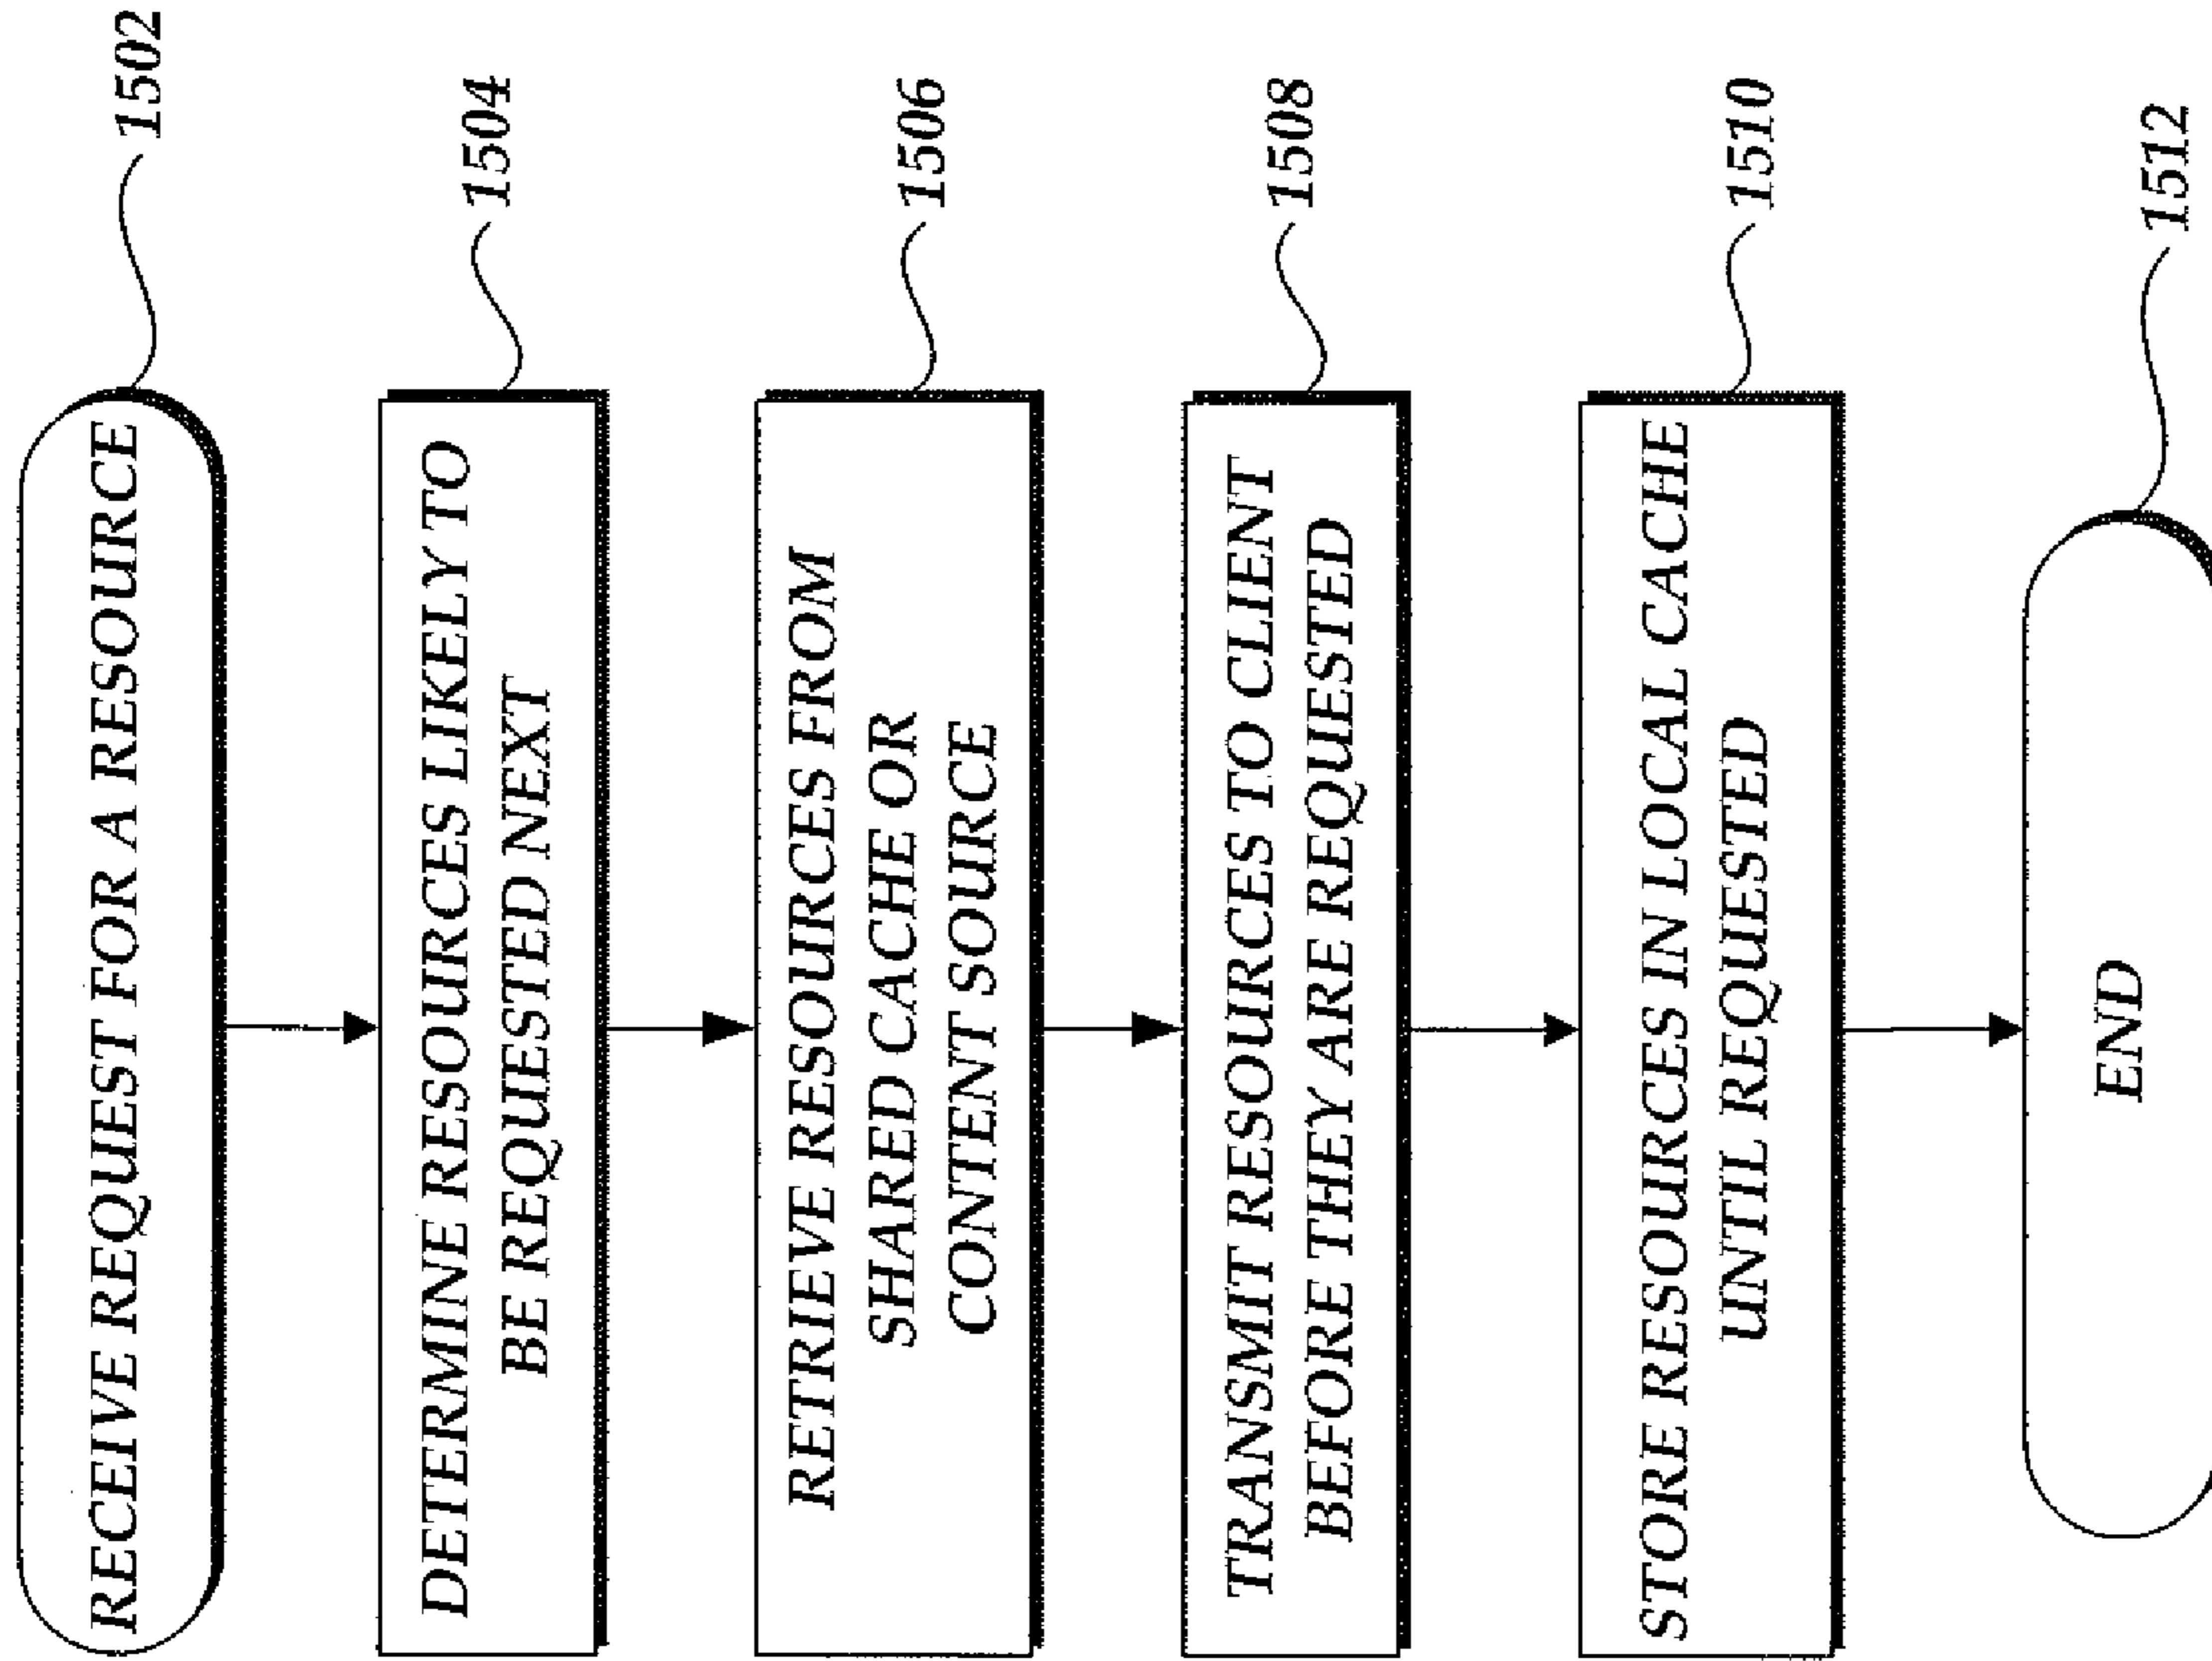 RECEIVE REQUEST FOR A RESOURCE
1502
DETERMINE RESOURCES LIKELY TO
BE REQUESTED NEXT
1504
RETRIEVE RESOURCES FROM
SHARED CACHE OR
CONTENT SOURCE
1506
TRANSMIT RESOURCES TO CLIENT
BEFORE THEY ARE REQUESTED
1508
STORE RESOURCES IN LOCAL CACHE
UNTIL REQUESTED
1510
END
1512